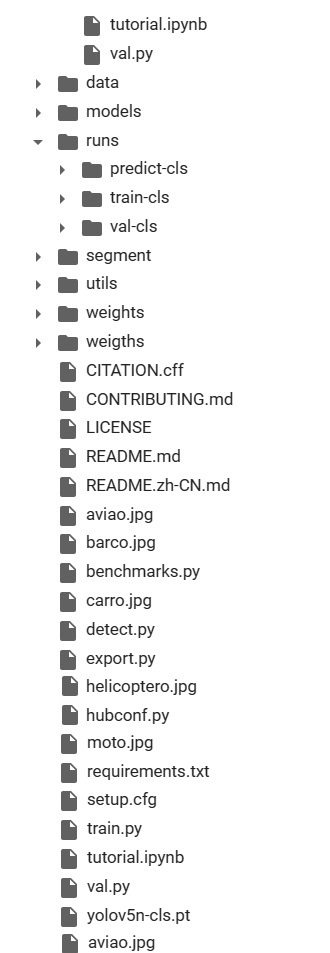 tutorial.ipynb
val.py
data
models
runs
predict-cls
train-cls
val-cls
segment
utils
weights
weigths
CITATION.cff
CONTRIBUTING.md
LICENSE
README.md
README.zh-CN.md
aviao.jpg
barco.jpg
benchmarks.py
carro.jpg
detect.py
export.py
helicoptero.jpg
hubconf.py
moto.jpg
requirements.txt
setup.cfg
train.py
tutorial.ipynb
val.py
yolov5n-cls.pt
aviao.jpg